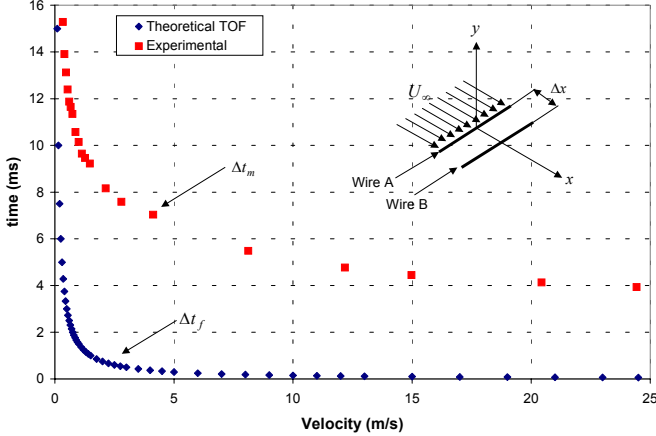 16
14
12
10
8
6
4
2
0
time (ms)
Theoretical TOF
Experimental
Δt_m
Δt_f
y
U_∞
Δx
x
Wire A
Wire B
0
5
10
15
20
25
Velocity (m/s)